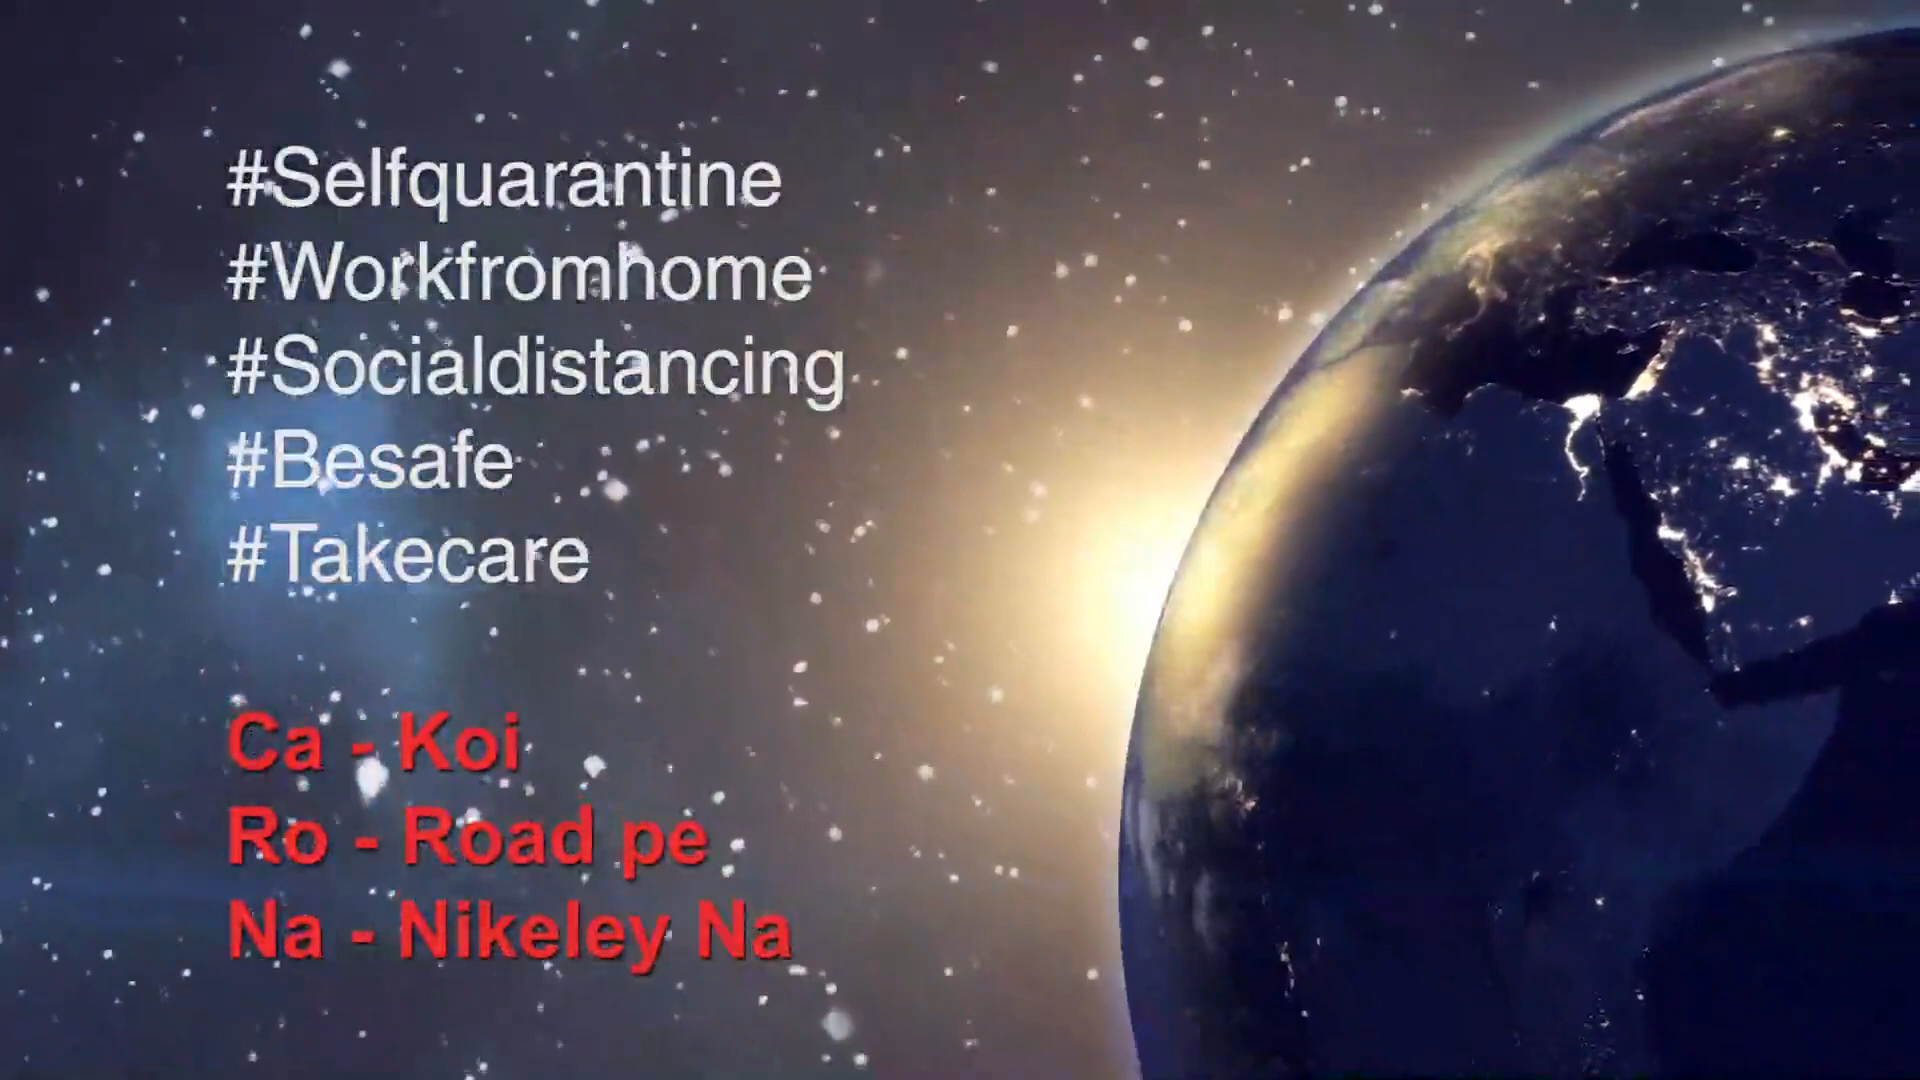 #Selfquarantine
#Workfromhome
#Socialdistancing
#Besafe
#Takecare
Ca - Koi
Ro - Road pe
Na - Nikeley Na